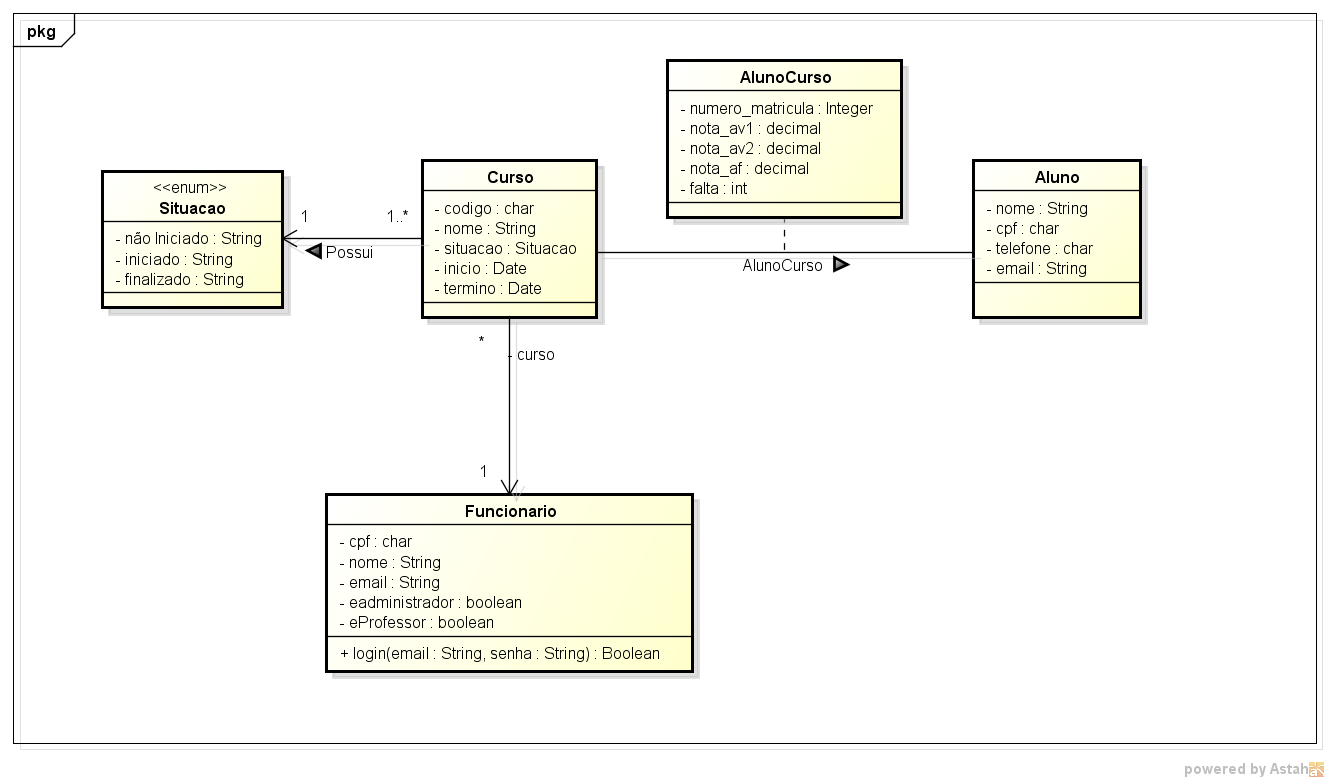 pkg
AlunoCurso
- numero_matricula : Integer
- nota_av1 : decimal
- nota_av2 : decimal
- nota_af : decimal
- falta : int
<<enum>>
Situacao
- não Iniciado : String
- iniciado : String
- finalizado : String
1
1..*
Possui
Curso
- codigo : char
- nome : String
- situacao : Situacao
- inicio : Date
- termino : Date
AlunoCurso
Aluno
- nome : String
- cpf : char
- telefone : char
- email : String
*
- curso
1
Funcionario
- cpf : char
- nome : String
- email : String
- eadministrador : boolean
- eProfessor : boolean
+ login(email : String, senha : String) : Boolean
powered by Astah